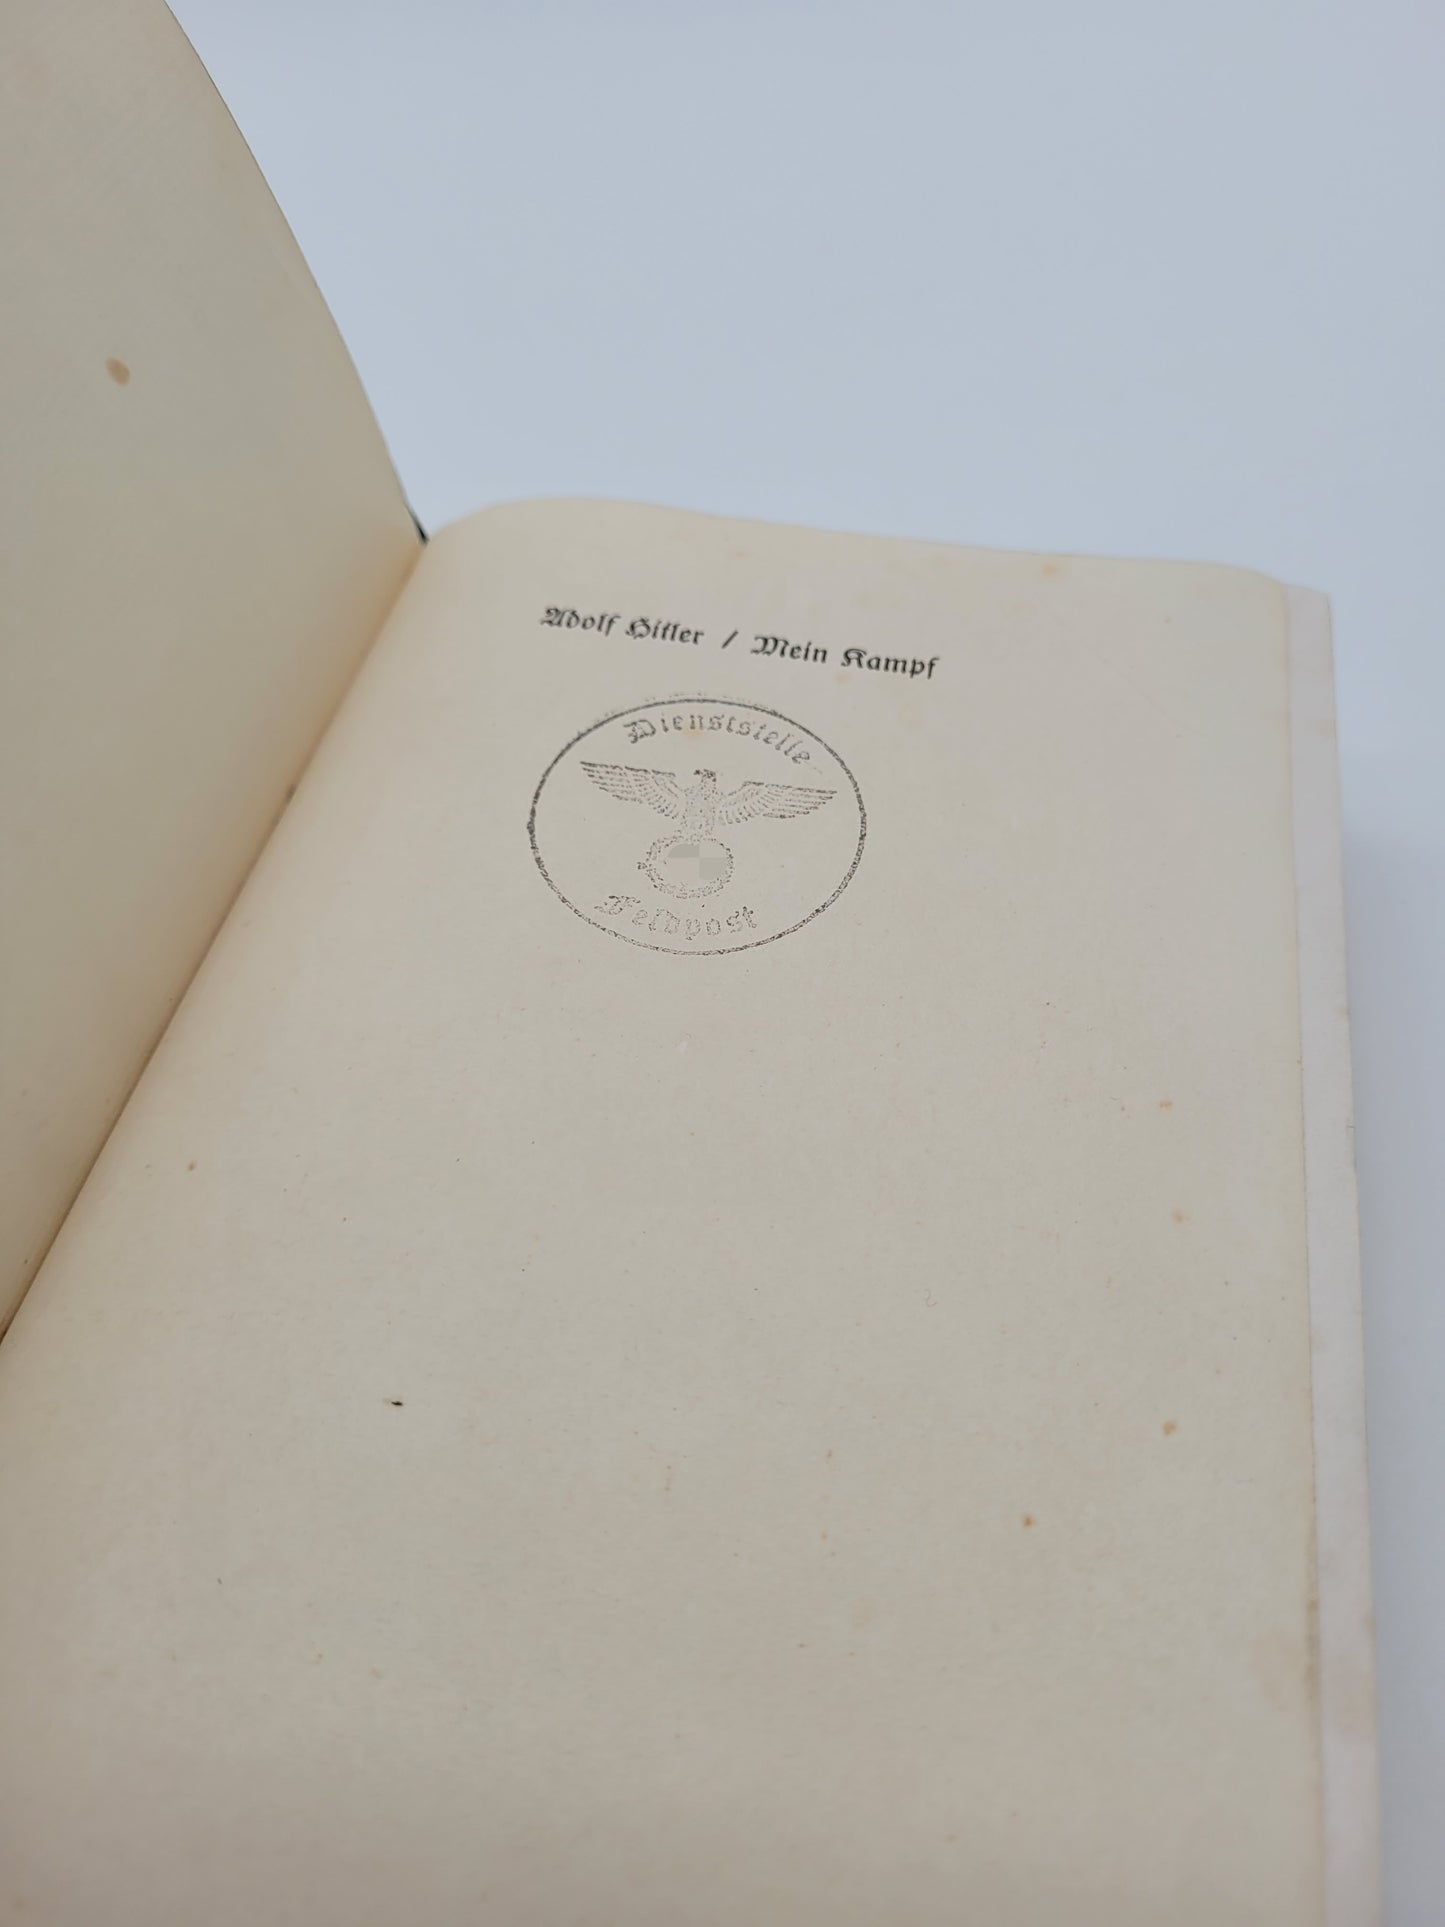 Adolf Hitler / Mein Kampf
Dienststelle
Feldpost